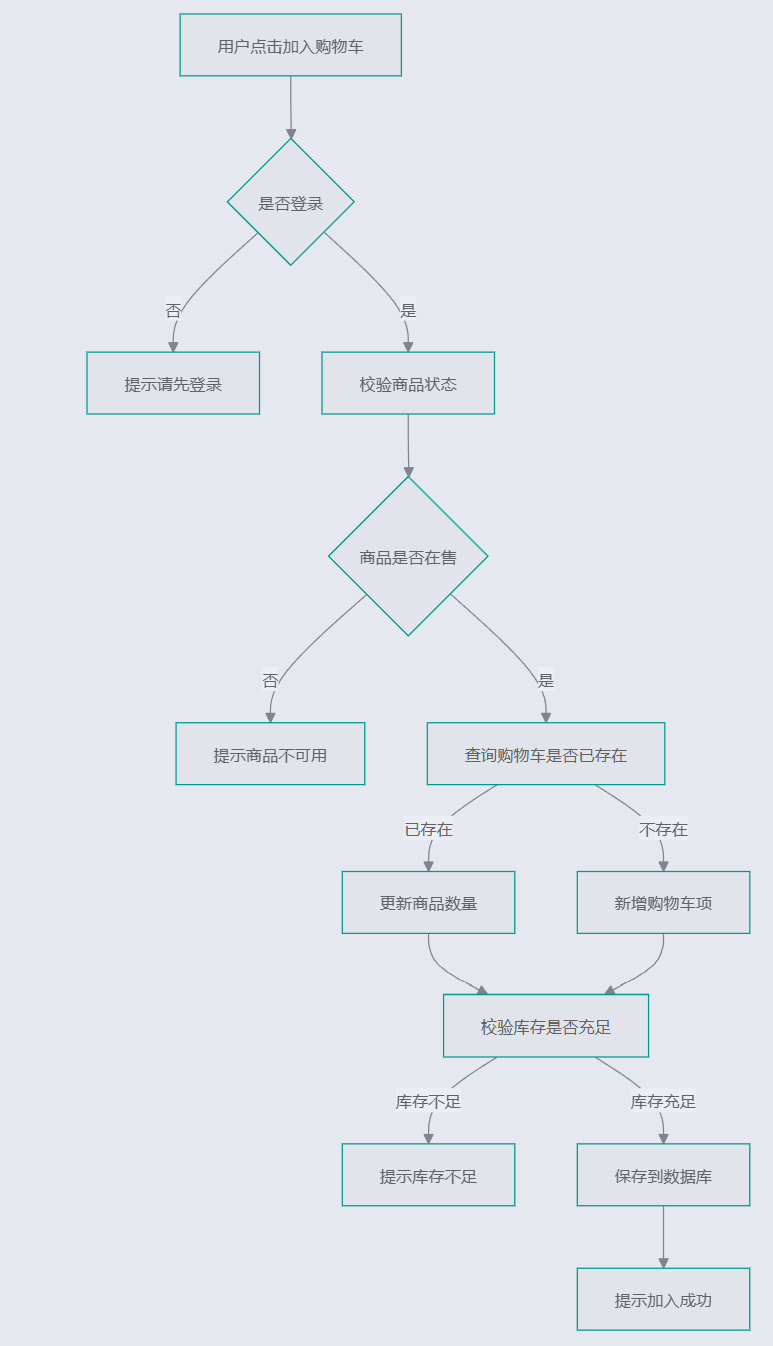 用户点击加入购物车
是否登录
否
是
提示请先登录
校验商品状态
商品是否在售
否
是
提示商品不可用
查询购物车是否已存在
已存在
不存在
更新商品数量
新增购物车项
校验库存是否充足
库存不足
库存充足
提示库存不足
保存到数据库
提示加入成功